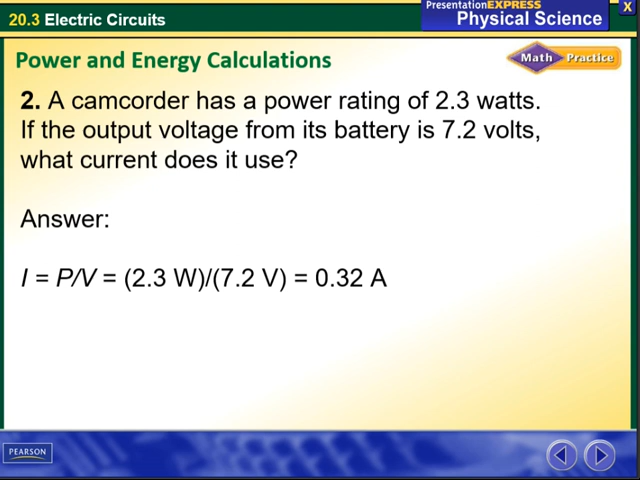 20.3 Electric Circuits
Presentation EXPRESS
Physical Science
X
Power and Energy Calculations
Math Practice
2. A camcorder has a power rating of 2.3 watts.
If the output voltage from its battery is 7.2 volts,
what current does it use?
Answer:
I = P/V = (2.3 W)/(7.2 V) = 0.32 A
PEARSON